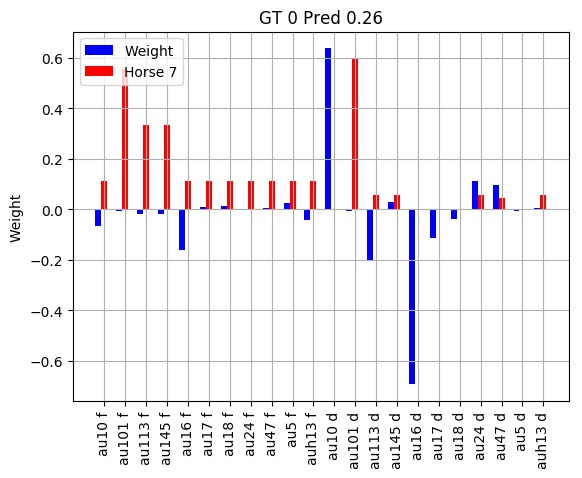 GT 0 Pred 0.26
Weight
Horse 7
Weight
0.6
0.4
0.2
0.0
−0.2
−0.4
−0.6
au10 f
au101 f
au113 f
au145 f
au16 f
au17 f
au18 f
au24 f
au47 f
au5 f
auh13 f
au10 d
au101 d
au113 d
au145 d
au16 d
au17 d
au18 d
au24 d
au47 d
au5 d
auh13 d